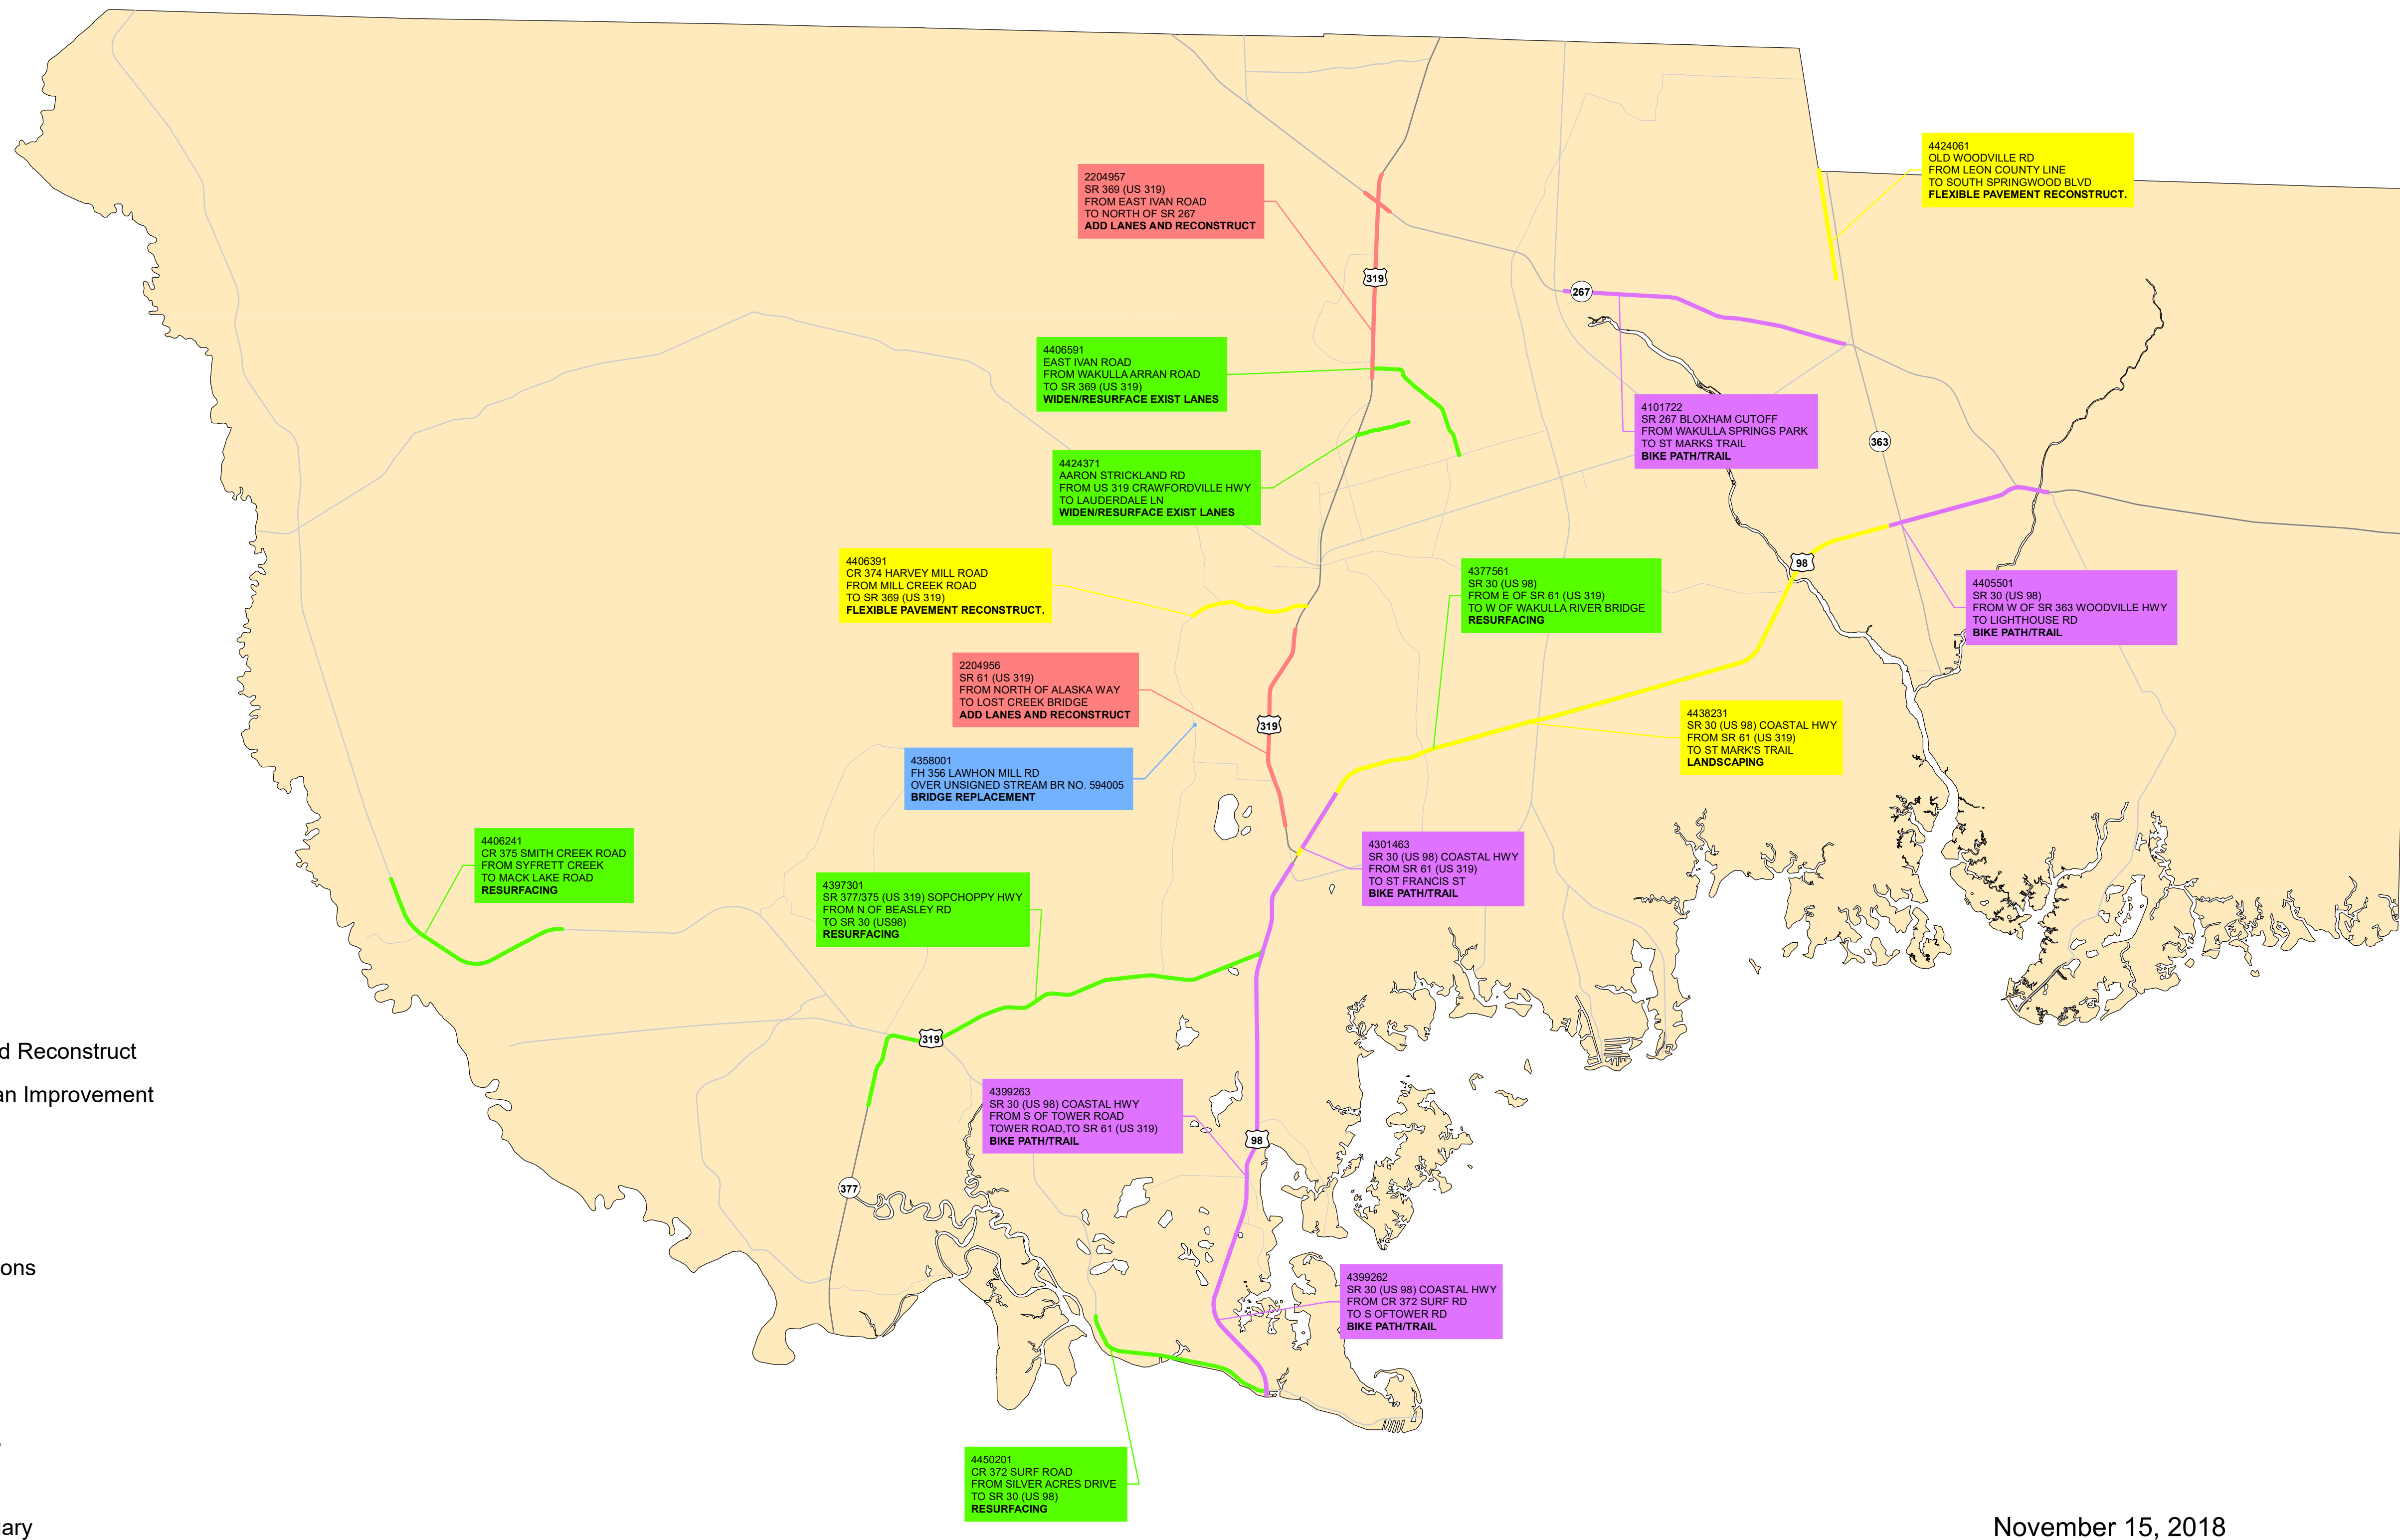 4424061
OLD WOODVILLE RD
FROM LEON COUNTY LINE
TO SOUTH SPRINGWOOD BLVD
FLEXIBLE PAVEMENT RECONSTRUCT.
2204957
SR 369 (US 319)
FROM EAST IVAN ROAD
TO NORTH OF SR 267
ADD LANES AND RECONSTRUCT
319
267
4406591
EAST IVAN ROAD
FROM WAKULLA ARRAN ROAD
TO SR 369 (US 319)
WIDEN/RESURFACE EXIST LANES
4101722
SR 267 BLOXHAM CUTOFF
FROM WAKULLA SPRINGS PARK
TO ST MARKS TRAIL
BIKE PATH/TRAIL
363
4424371
AARON STRICKLAND RD
FROM US 319 CRAWFORDVILLE HWY
TO LAUDERDALE LN
WIDEN/RESURFACE EXIST LANES
4406391
CR 374 HARVEY MILL ROAD
FROM MILL CREEK ROAD
TO SR 369 (US 319)
FLEXIBLE PAVEMENT RECONSTRUCT.
4377561
SR 30 (US 98)
FROM E OF SR 61 (US 319)
TO W OF WAKULLA RIVER BRIDGE
RESURFACING
98
4405501
SR 30 (US 98)
FROM W OF SR 363 WOODVILLE HWY
TO LIGHTHOUSE RD
BIKE PATH/TRAIL
2204956
SR 61 (US 319)
FROM NORTH OF ALASKA WAY
TO LOST CREEK BRIDGE
ADD LANES AND RECONSTRUCT
319
4438231
SR 30 (US 98) COASTAL HWY
FROM SR 61 (US 319)
TO ST MARK'S TRAIL
LANDSCAPING
4358001
FH 356 LAWHON MILL RD
OVER UNSIGNED STREAM BR NO. 594005
BRIDGE REPLACEMENT
4406241
CR 375 SMITH CREEK ROAD
FROM SYFRETT CREEK
TO MACK LAKE ROAD
RESURFACING
4301463
SR 30 (US 98) COASTAL HWY
FROM SR 61 (US 319)
TO ST FRANCIS ST
BIKE PATH/TRAIL
4397301
SR 377/375 (US 319) SOPCHOPPY HWY
FROM N OF BEASLEY RD
TO SR 30 (US98)
RESURFACING
319
d Reconstruct
an Improvement
4399263
SR 30 (US 98) COASTAL HWY
FROM S OF TOWER ROAD
TOWER ROAD,TO SR 61 (US 319)
BIKE PATH/TRAIL
98
377
ons
4399262
SR 30 (US 98) COASTAL HWY
FROM CR 372 SURF RD
TO S OFTOWER RD
BIKE PATH/TRAIL
4450201
CR 372 SURF ROAD
FROM SILVER ACRES DRIVE
TO SR 30 (US 98)
RESURFACING
November 15, 2018